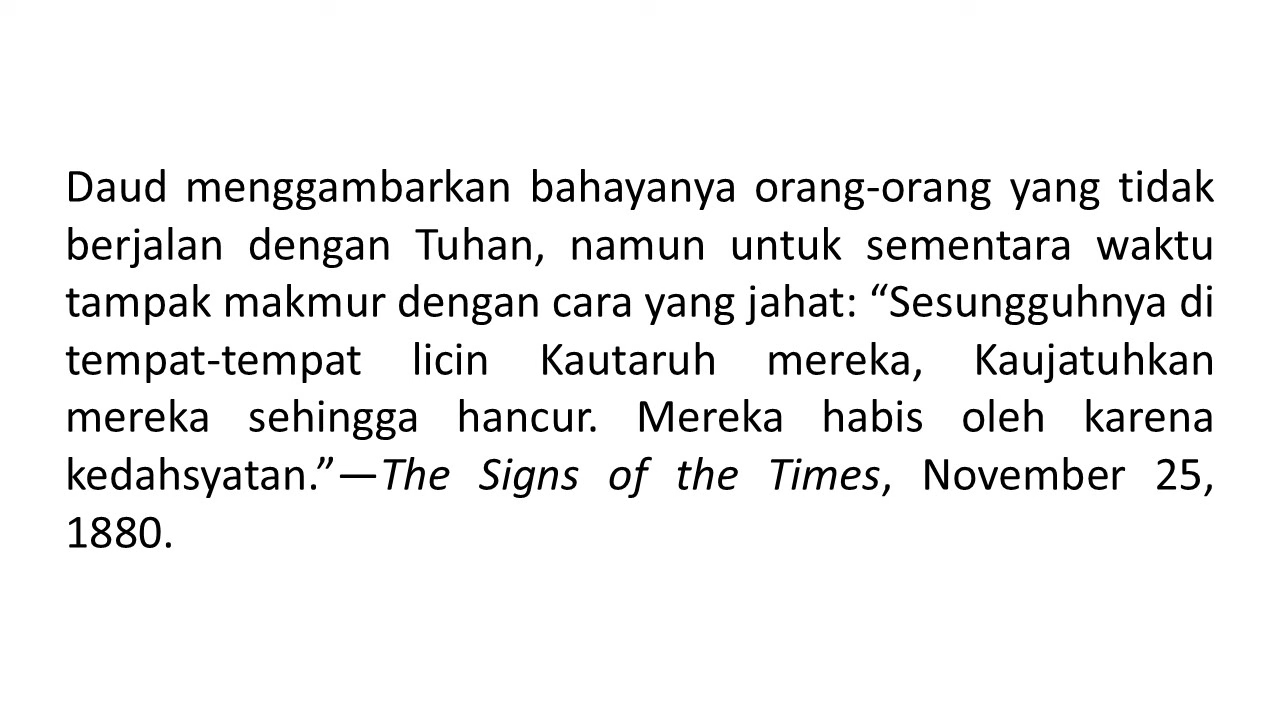 Daud menggambarkan bahayanya orang-orang yang tidak
berjalan dengan Tuhan, namun untuk sementara waktu
tampak makmur dengan cara yang jahat: “Sesungguhnya di
tempat-tempat licin Kautaruh mereka, Kaujatuhkan
mereka sehingga hancur. Mereka habis oleh karena
kedahsyatan.”—The Signs of the Times, November 25,
1880.